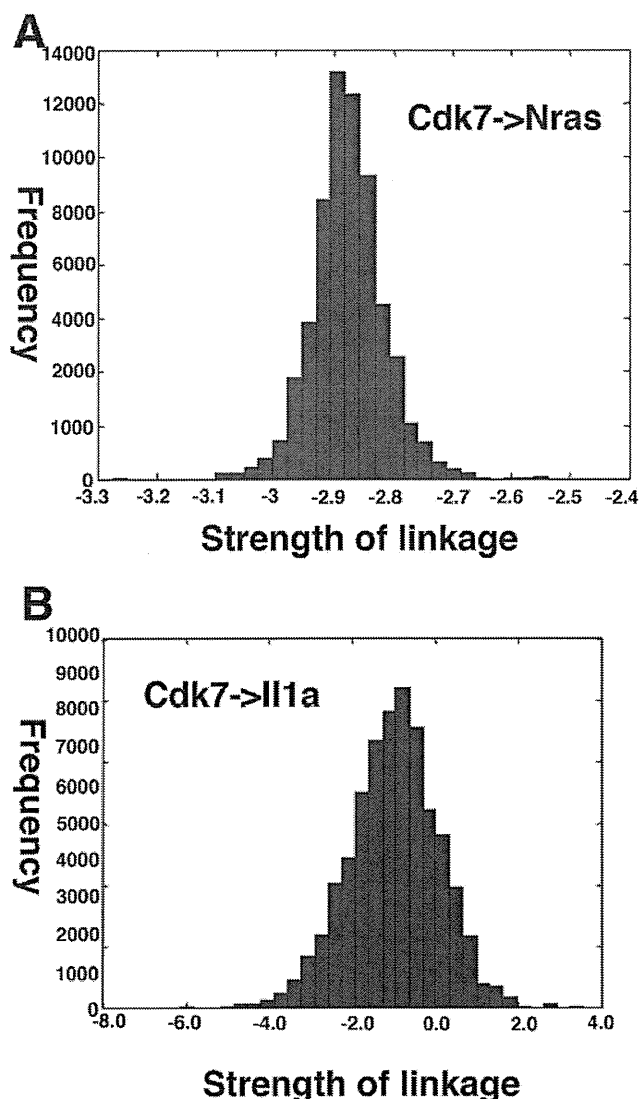 A
14000
12000
10000
8000
6000
4000
2000
1000
0
Frequency
Cdk7->Nras
-3.3 -3.2 -3.1 -3 -2.9 -2.8 -2.7 -2.6 -2.5 -2.4
Strength of linkage
B
10000
9000
8000
7000
6000
5000
4000
3000
2000
1000
0
Frequency
Cdk7->Il1a
-8.0 -6.0 -4.0 -2.0 0.0 2.0 4.0
Strength of linkage